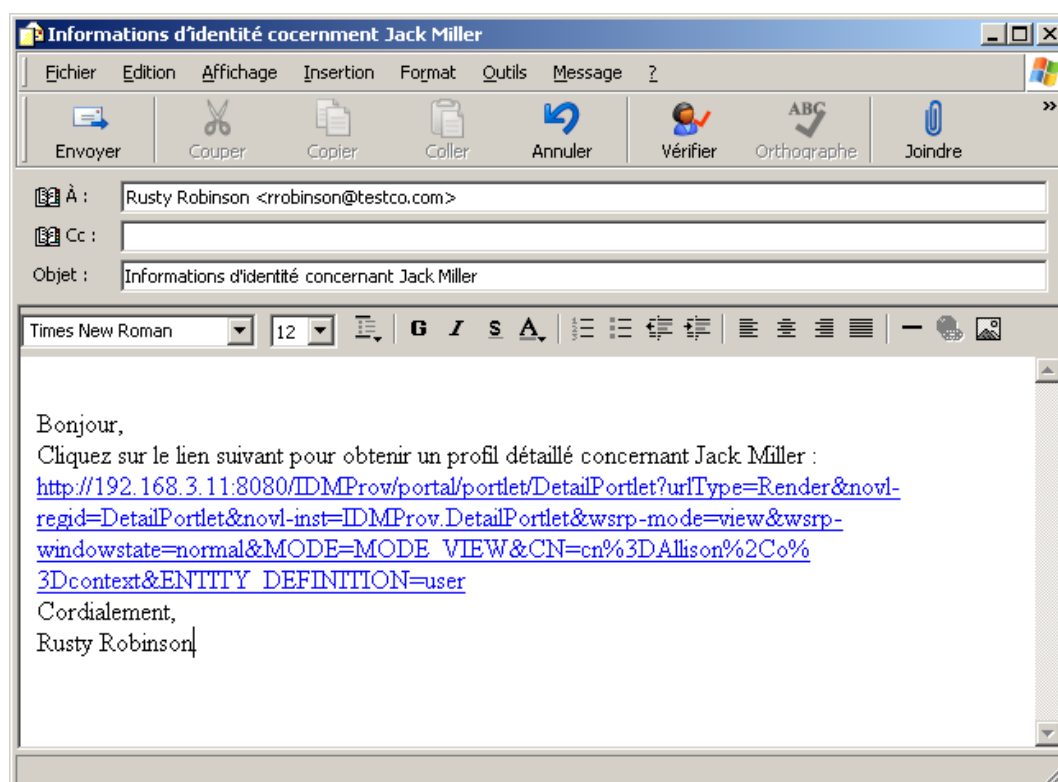 Informations d'identité cocernment Jack Miller
Fichier Edition Affichage Insertion Format Outils Message ?
Envoyer Couper Copier Coller Annuler Vérifier Orthographe Joindre »
ABC
À : Rusty Robinson <rrobinson@testco.com>
Cc :
Objet : Informations d'identité concernant Jack Miller
Times New Roman 12 G I S A
Bonjour,
Cliquez sur le lien suivant pour obtenir un profil détaillé concernant Jack Miller :
http://192.168.3.11:8080/IDMProv/portal/portlet/DetailPortlet?urlType=Render&novl-
regid=DetailPortlet&novl-inst=IDMProv.DetailPortlet&wsrp-mode=view&wsrp-
windowstate=normal&MODE=MODE_VIEW&CN=cn%3DAllison%2Co%
3Dcontext&ENTITY_DEFINITION=user
Cordialement,
Rusty Robinson